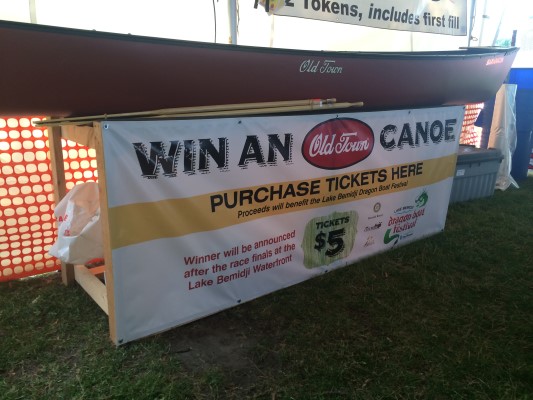 2 Tokens, includes first fill
Old Town
WIN AN Old Town CANOE
PURCHASE TICKETS HERE
Proceeds will benefit the Lake Bemidji Dragon Boat Festival
Winner will be announced
after the race finals at the
Lake Bemidji Waterfront
TICKETS
$5
dragon boat
festival